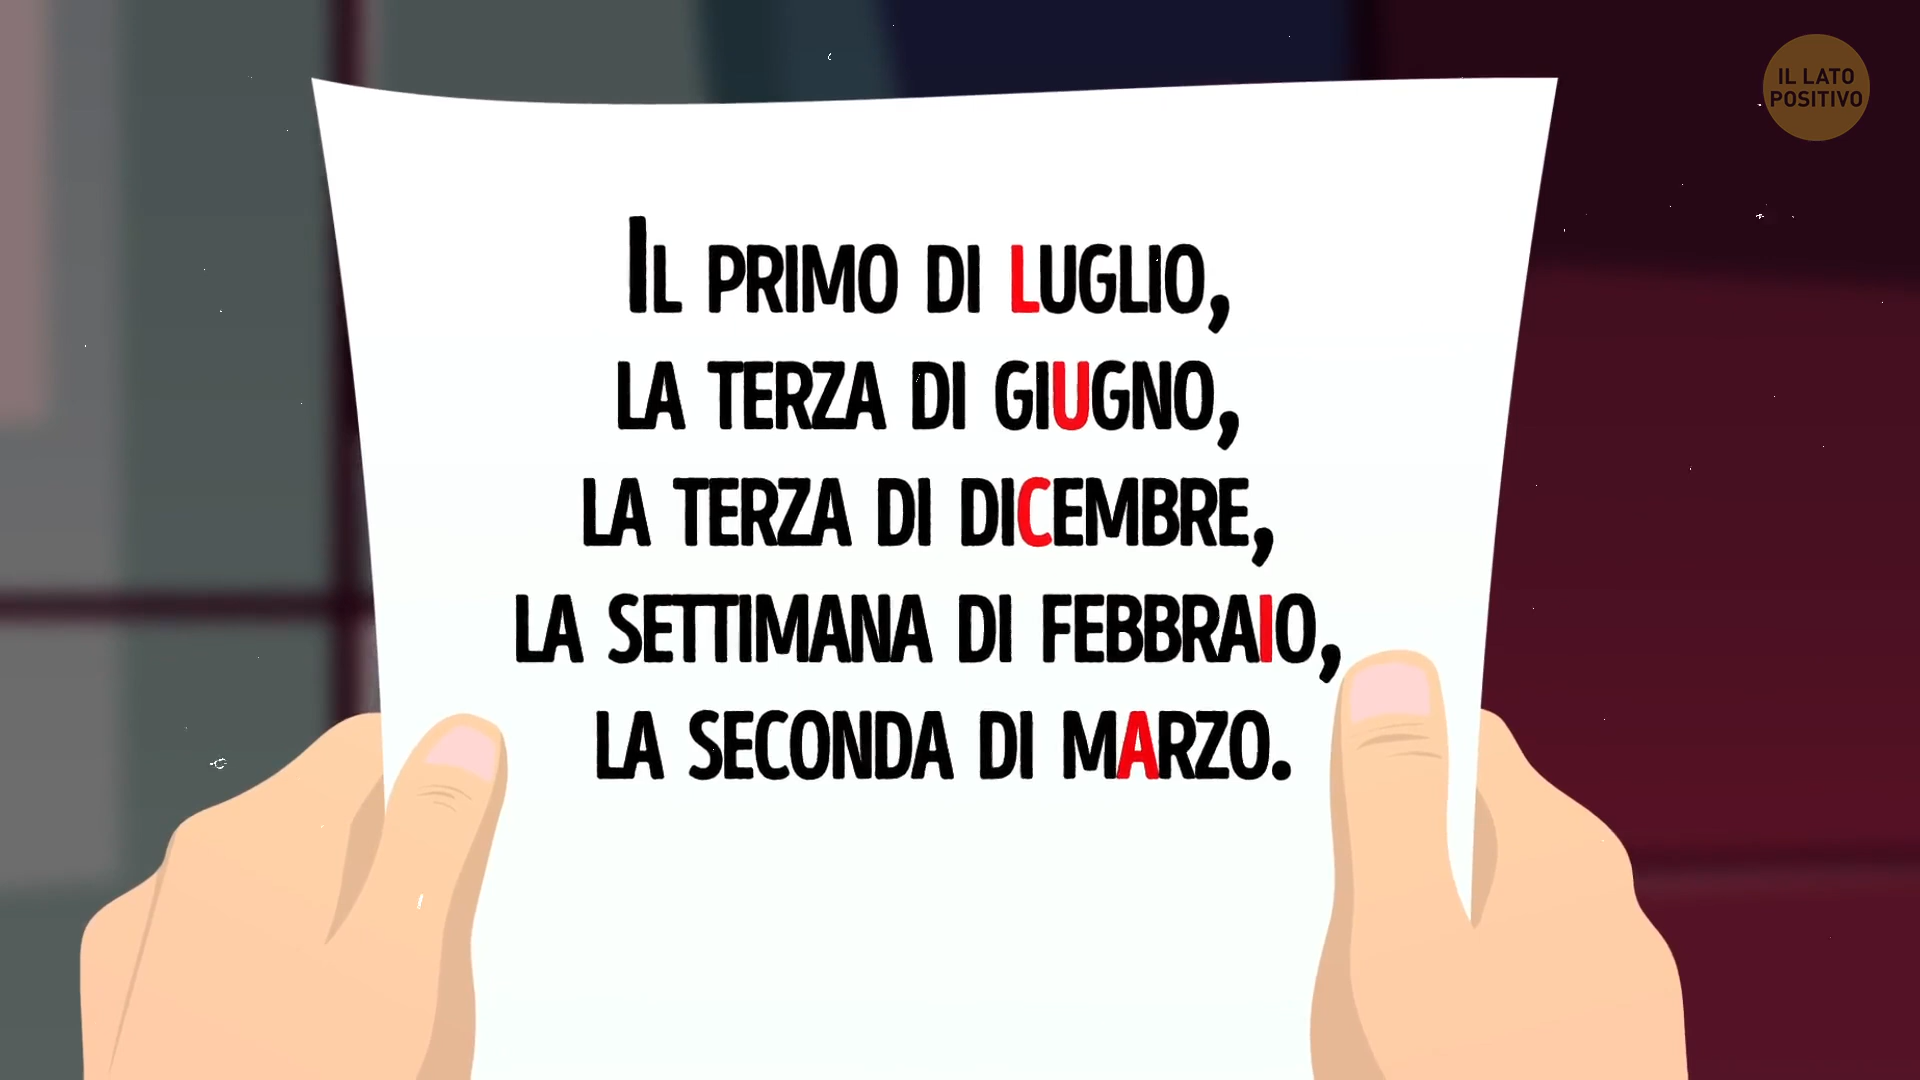 IL LATO
POSITIVO
IL PRIMO DI LUGLIO,
LA TERZA DI GIUGNO,
LA TERZA DI DICEMBRE,
LA SETTIMANA DI FEBBRAIO,
LA SECONDA DI MARZO.